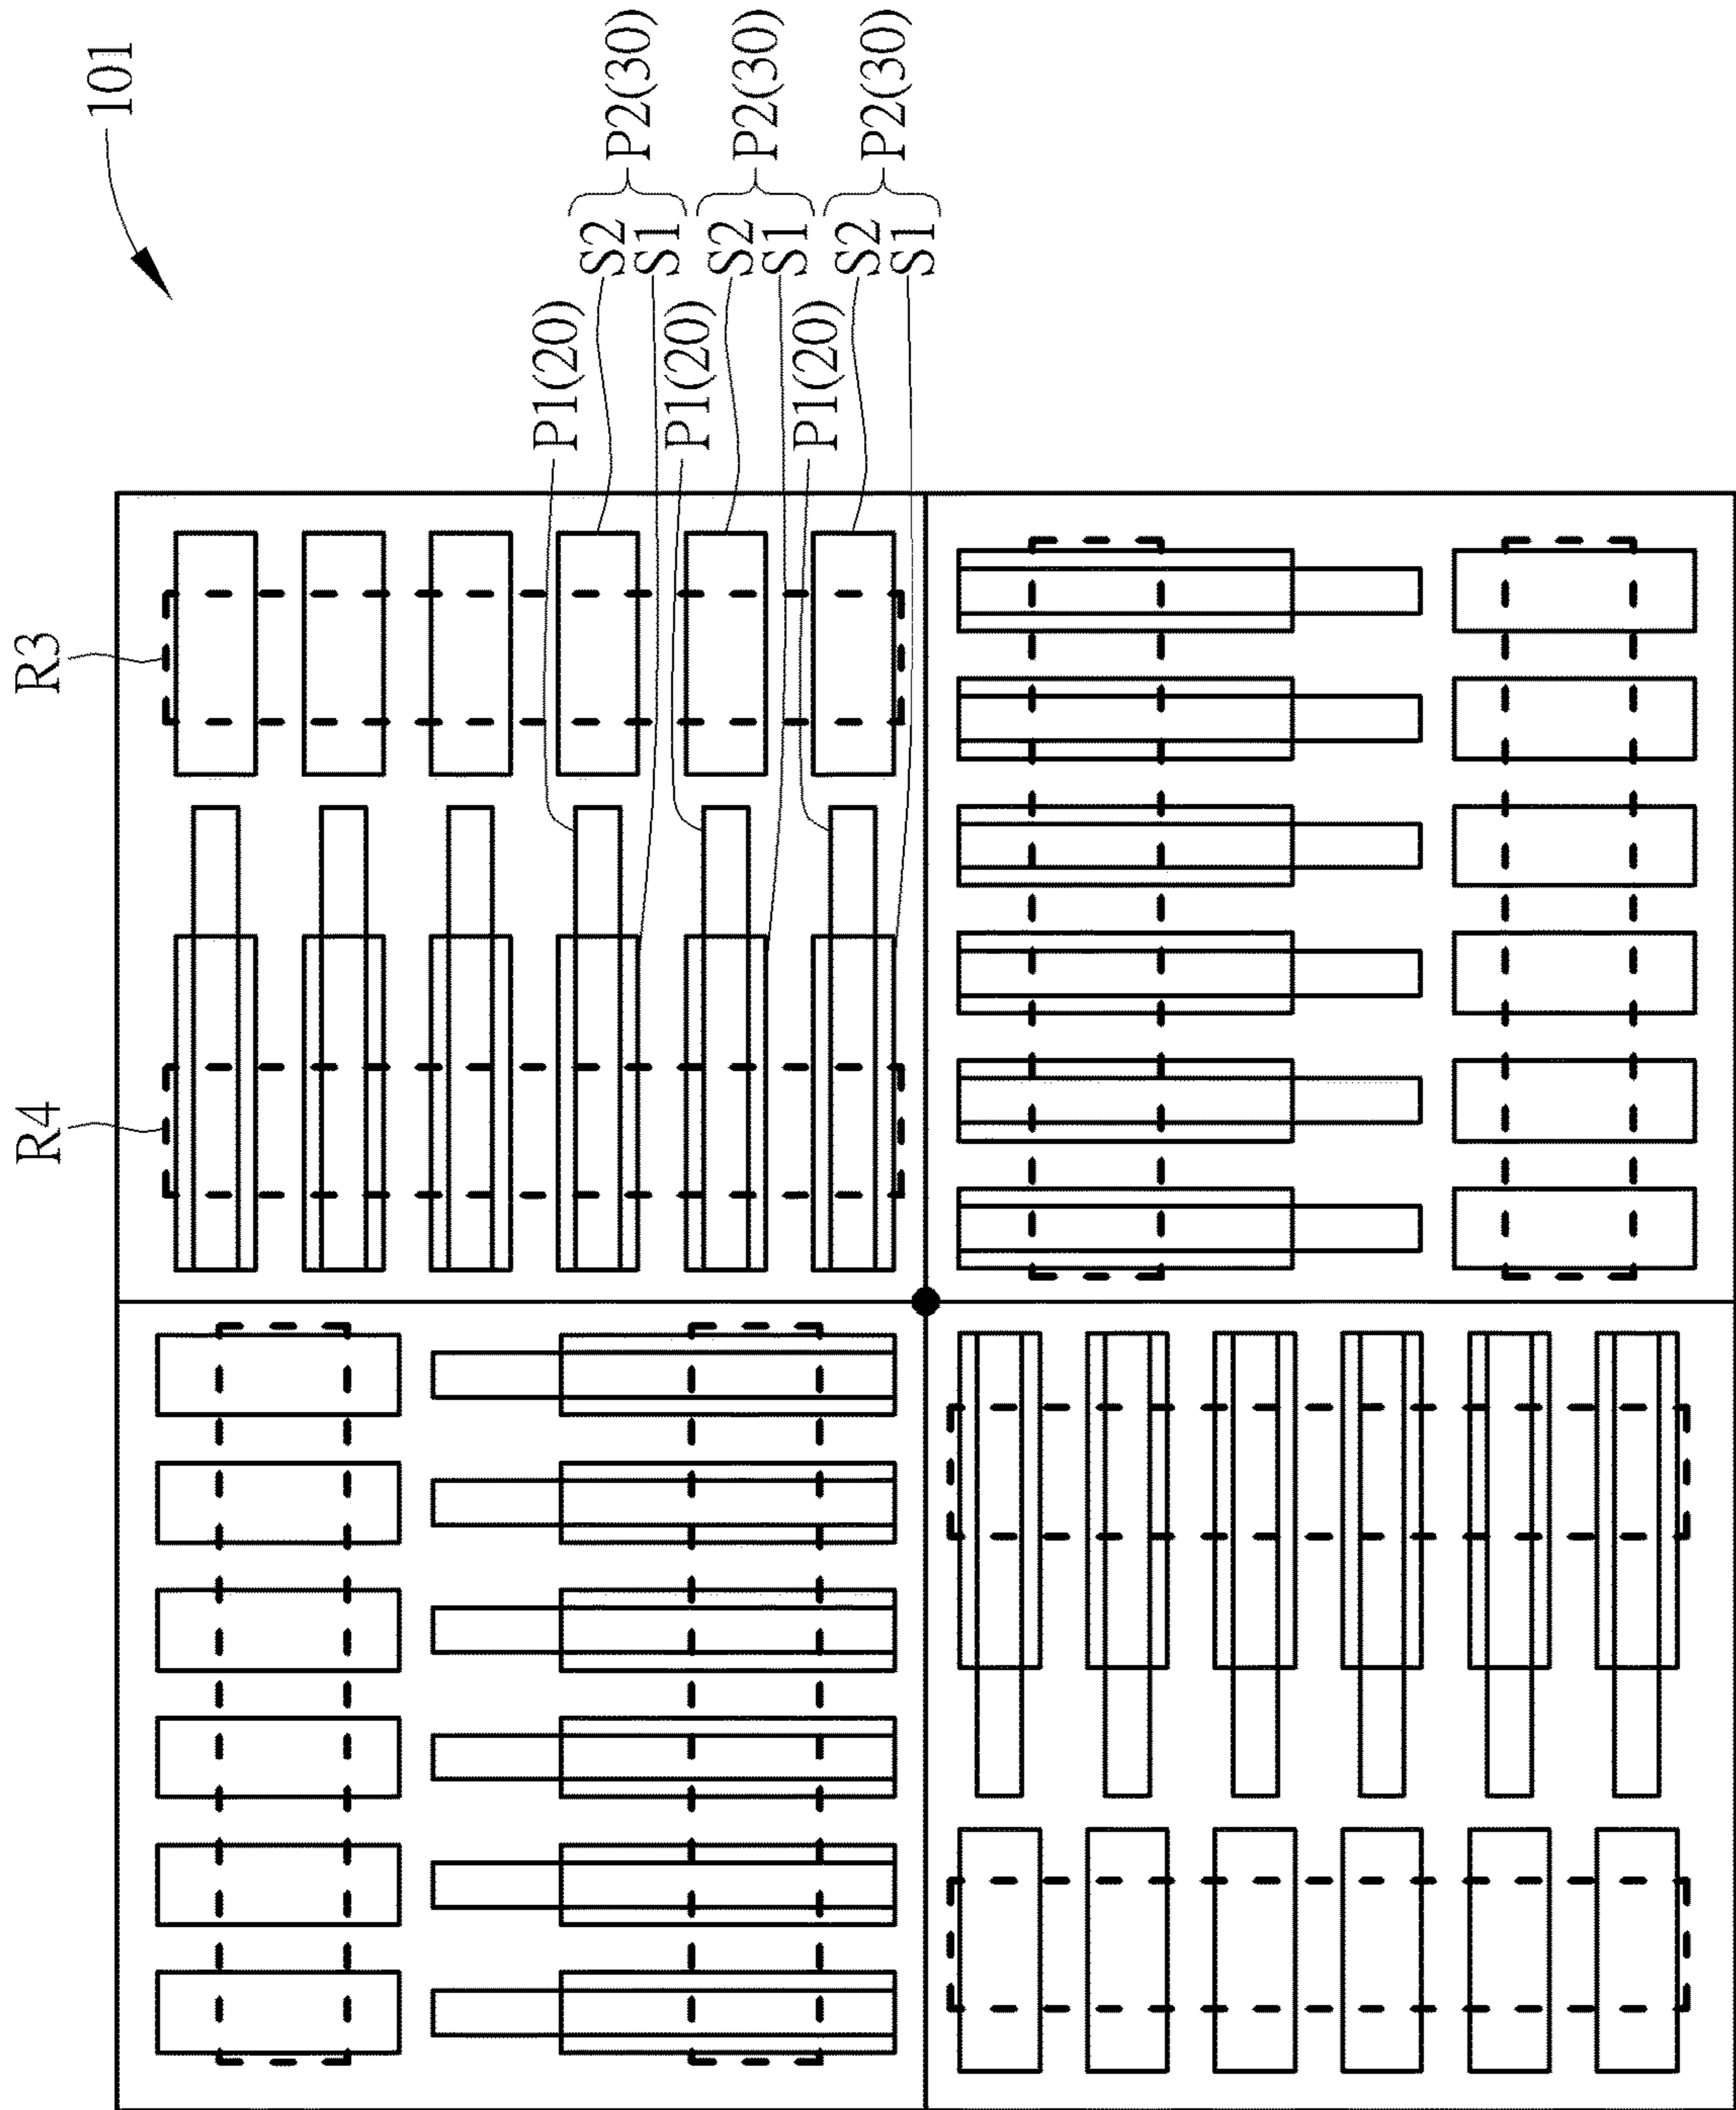 101
P2(30)
P2(30)
P2(30)
S2
S1
S2
S1
S2
S1
P1(20)
P1(20)
P1(20)
R3
R4